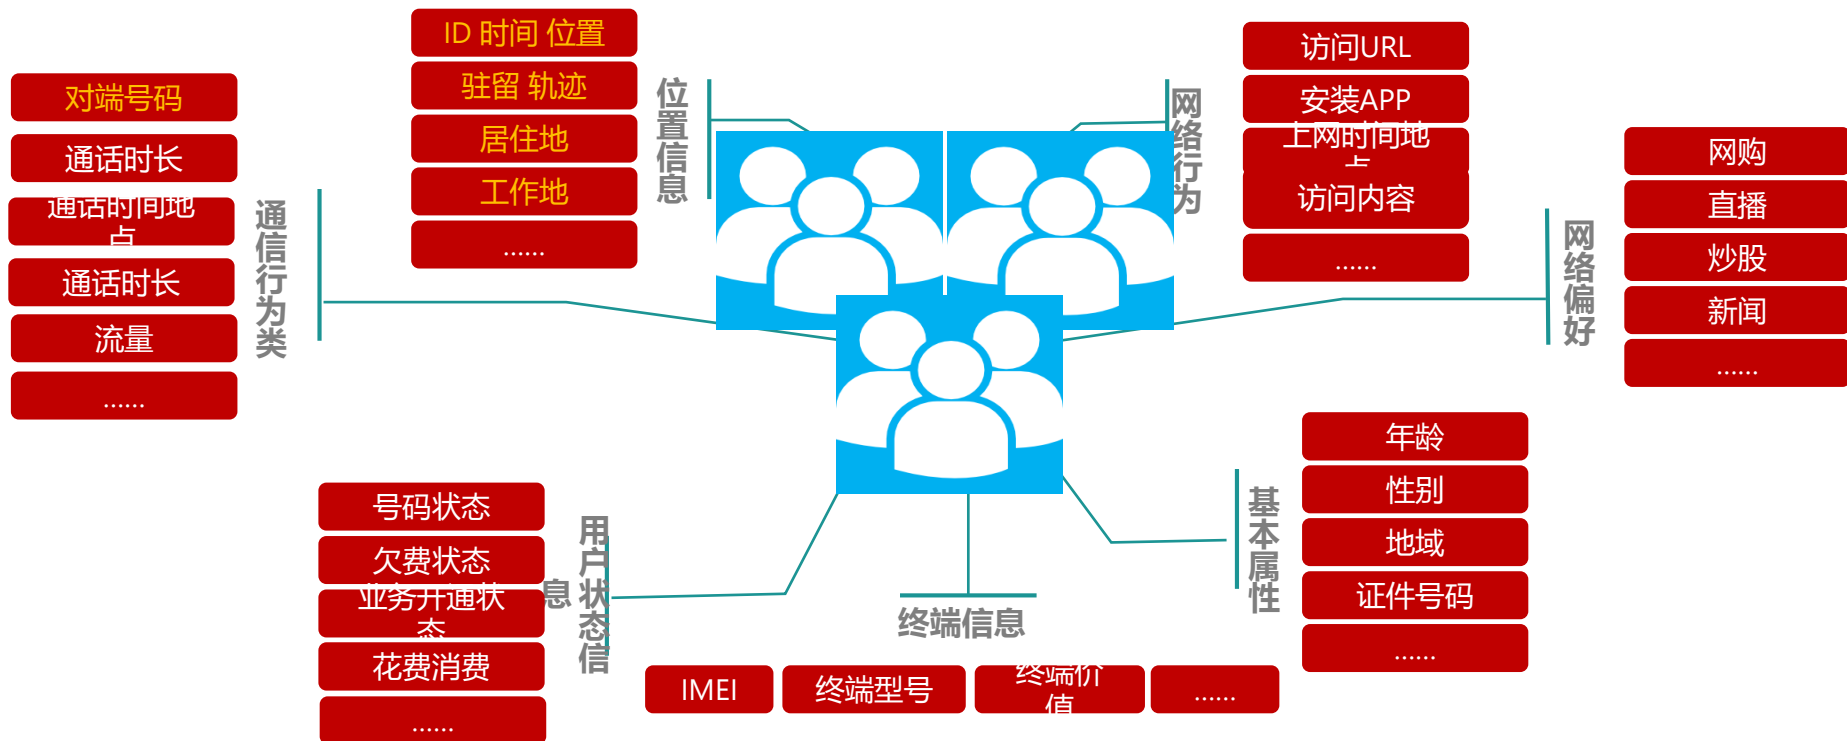 对端号码
通话时长
通话时间地
点
通话时长
流量
......
通信行为类
ID 时间 位置
驻留 轨迹
居住地
工作地
......
位置信息
网络行为
访问URL
安装APP
上网时间地
点
访问内容
......
网络偏好
网购
直播
炒股
新闻
......
号码状态
欠费状态
业务开通状
态
花费消费
......
用户状态信
息
终端信息
IMEI
终端型号
终端价
值
......
基本属性
年龄
性别
地域
证件号码
......